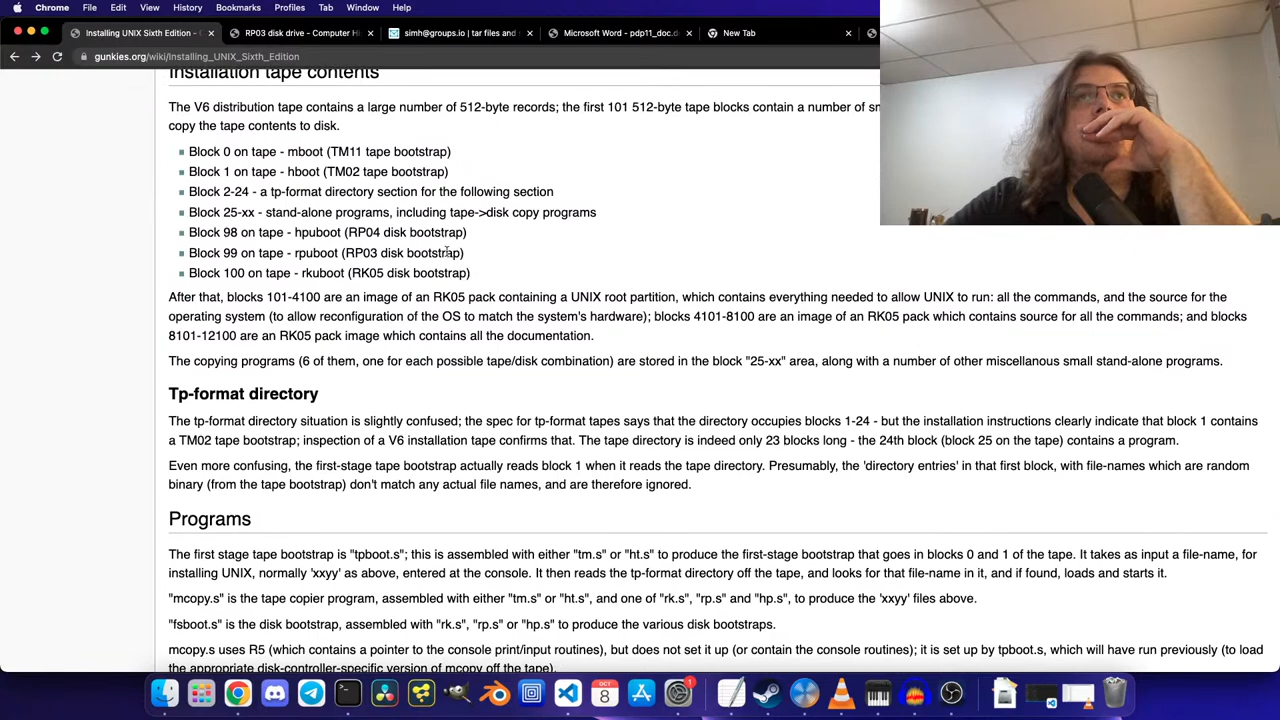 Chrome File Edit View History Bookmarks Profiles Tab Window Help
Installing UNIX Sixth Edition - RP03 disk drive - Computer Hi simh@groups.io | tar files and Microsoft Word - pdp11_doc.d New Tab
gunkies.org/wiki/Installing_UNIX_Sixth_Edition
Installation tape contents
The V6 distribution tape contains a large number of 512-byte records; the first 101 512-byte tape blocks contain a number of
copy the tape contents to disk.
Block 0 on tape - mboot (TM11 tape bootstrap)
Block 1 on tape - hboot (TM02 tape bootstrap)
Block 2-24 - a tp-format directory section for the following section
Block 25-xx - stand-alone programs, including tape->disk copy programs
Block 98 on tape - hpuboot (RP04 disk bootstrap)
Block 99 on tape - rpuboot (RP03 disk bootstrap)
Block 100 on tape - rkuboot (RK05 disk bootstrap)
After that, blocks 101-4100 are an image of an RK05 pack containing a UNIX root partition, which contains everything needed to allow UNIX to run: all the commands, and the source for the
operating system (to allow reconfiguration of the OS to match the system's hardware); blocks 4101-8100 are an image of an RK05 pack which contains source for all the commands; and blocks
8101-12100 are an RK05 pack image which contains all the documentation.
The copying programs (6 of them, one for each possible tape/disk combination) are stored in the block "25-xx" area, along with a number of other miscellanous small stand-alone programs.
Tp-format directory
The tp-format directory situation is slightly confused; the spec for tp-format tapes says that the directory occupies blocks 1-24 - but the installation instructions clearly indicate that block 1 contains
a TM02 tape bootstrap; inspection of a V6 installation tape confirms that. The tape directory is indeed only 23 blocks long - the 24th block (block 25 on the tape) contains a program.
Even more confusing, the first-stage tape bootstrap actually reads block 1 when it reads the tape directory. Presumably, the 'directory entries' in that first block, with file-names which are random
binary (from the tape bootstrap) don't match any actual file names, and are therefore ignored.
Programs
The first stage tape bootstrap is "tpboot.s"; this is assembled with either "tm.s" or "ht.s" to produce the first-stage bootstrap that goes in blocks 0 and 1 of the tape. It takes as input a file-name, for
installing UNIX, normally 'xxyy' as above, entered at the console. It then reads the tp-format directory off the tape, and looks for that file-name in it, and if found, loads and starts it.
"mcopy.s" is the tape copier program, assembled with either "tm.s" or "ht.s", and one of "rk.s", "rp.s" and "hp.s", to produce the 'xxyy' files above.
"fsboot.s" is the disk bootstrap, assembled with "rk.s", "rp.s" or "hp.s" to produce the various disk bootstraps.
mcopy.s uses R5 (which contains a pointer to the console print/input routines), but does not set it up (or contain the console routines); it is set up by tpboot.s, which will have run previously (to load
the appropriate disk-controller-specific version of mcopy off the tape).
OCT
8
1